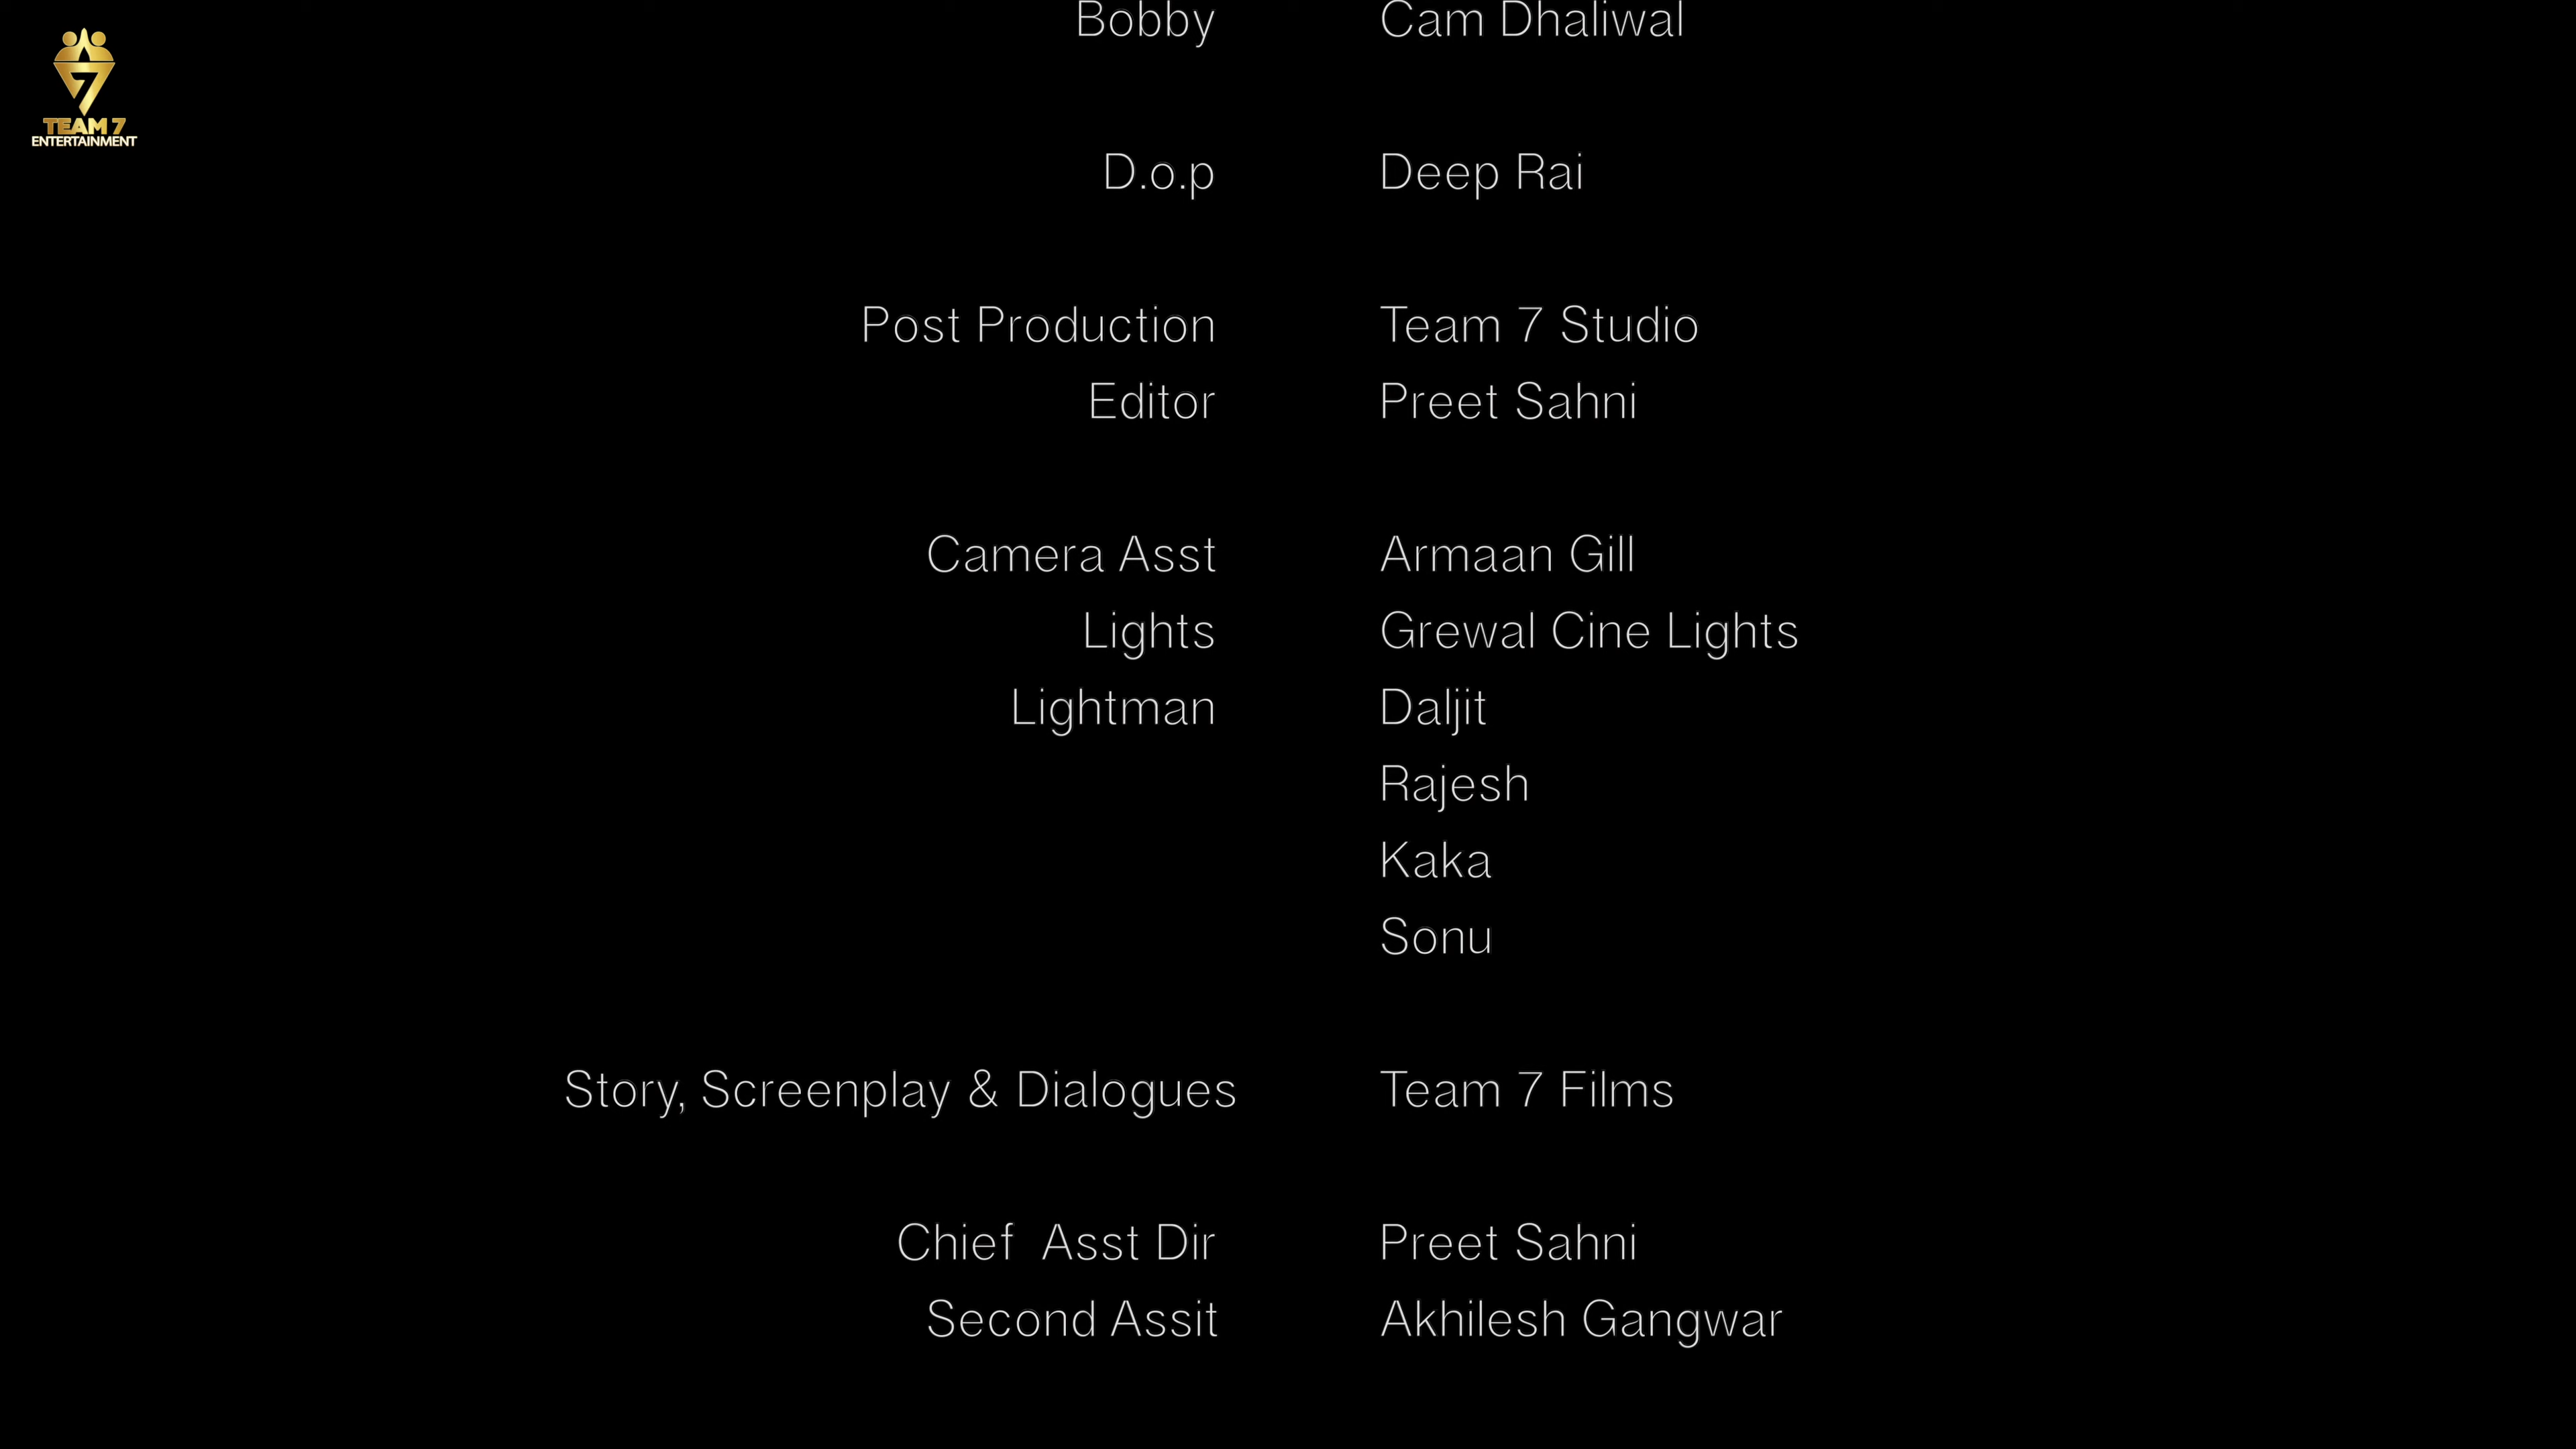 TEAM 7
ENTERTAINMENT
Bobby Cam Dhaliwal
D.o.p Deep Rai
Post Production Team 7 Studio
Editor Preet Sahni
Camera Asst Armaan Gill
Lights Grewal Cine Lights
Lightman Daljit
Rajesh
Kaka
Sonu
Story, Screenplay & Dialogues Team 7 Films
Chief  Asst Dir Preet Sahni
Second Assit Akhilesh Gangwar